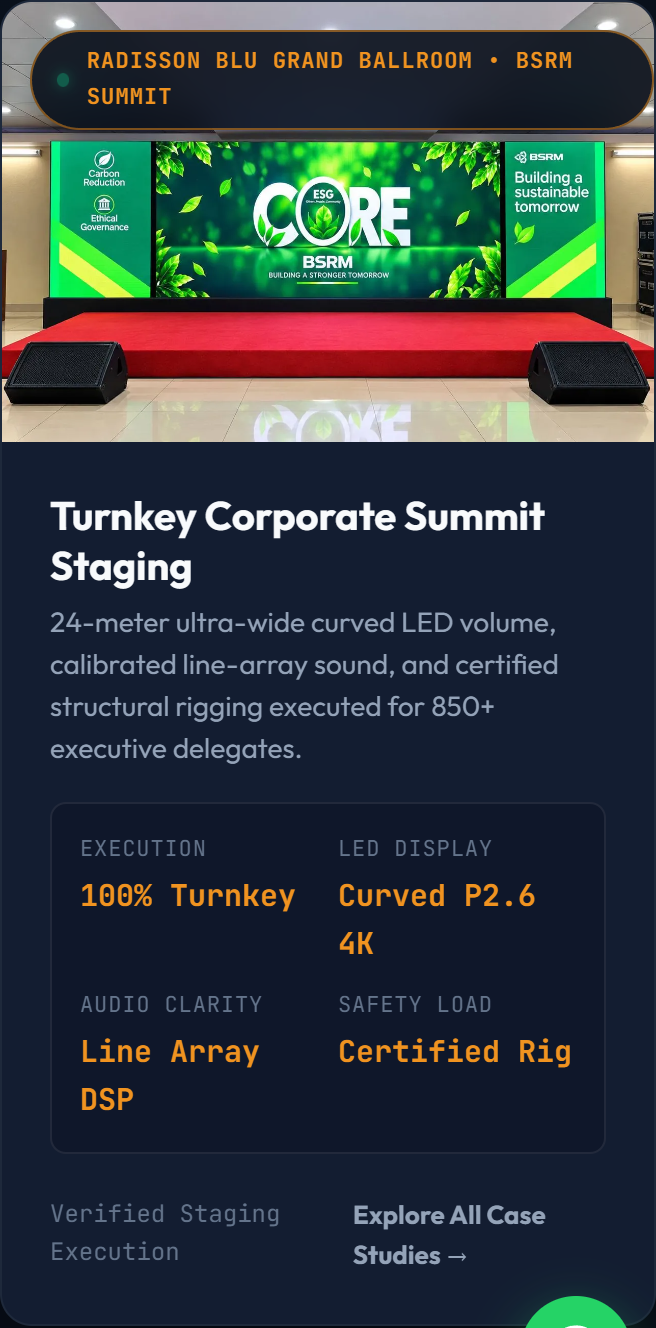 RADISSON BLU GRAND BALLROOM • BSRM
SUMMIT
Carbon
Reduction
Ethical
Governance
ESG
CORE
BSRM
BUILDING A STRONGER TOMORROW
BSRM
Building a
sustainable
tomorrow
Turnkey Corporate Summit
Staging
24-meter ultra-wide curved LED volume,
calibrated line-array sound, and certified
structural rigging executed for 850+
executive delegates.
EXECUTION
100% Turnkey
LED DISPLAY
Curved P2.6
4K
AUDIO CLARITY
Line Array
DSP
SAFETY LOAD
Certified Rig
Verified Staging
Execution
Explore All Case
Studies →